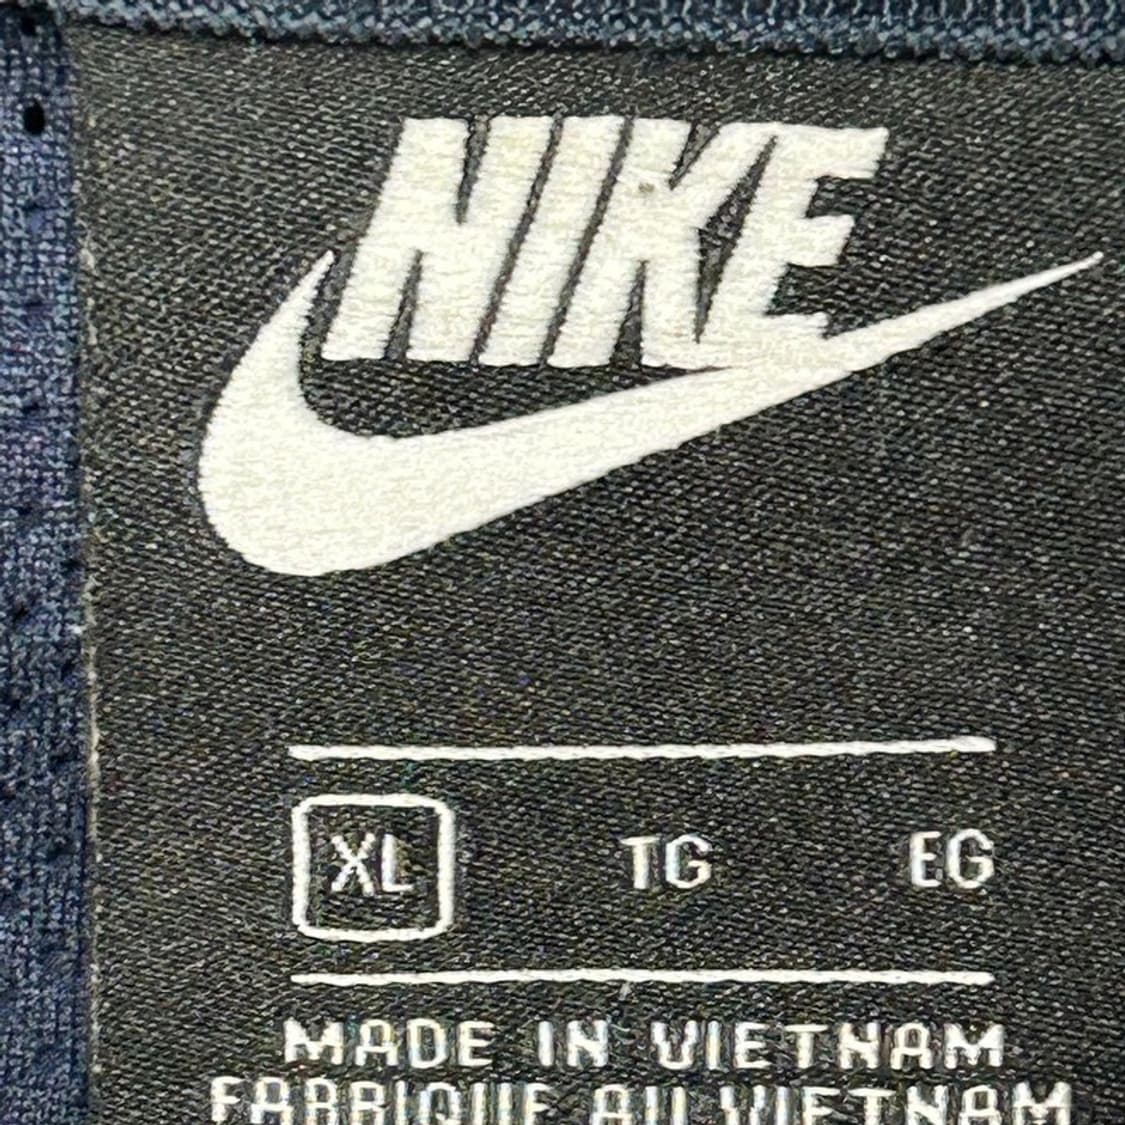 NIKE
XL TG EG
MADE IN VIETNAM
FABRIQUE AU VIETNAM